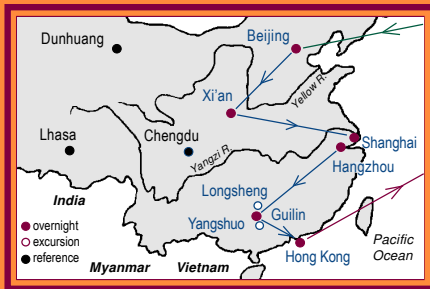 Dunhuang
Beijing
Xi'an
Yellow R.
Lhasa
Chengdu
Yangzi R.
Shanghai
Hangzhou
India
Longsheng
Yangshuo
Guilin
overnight
excursion
reference
Pacific
Ocean
Hong Kong
Myanmar
Vietnam